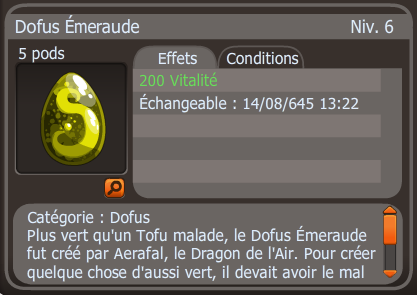 Dofus Émeraude
Niv. 6
5 pods
Effets
Conditions
200 Vitalité
Échangeable : 14/08/645 13:22
Catégorie : Dofus
Plus vert qu'un Tofu malade, le Dofus Émeraude
fut créé par Aerafal, le Dragon de l'Air. Pour créer
quelque chose d'aussi vert, il devait avoir le mal